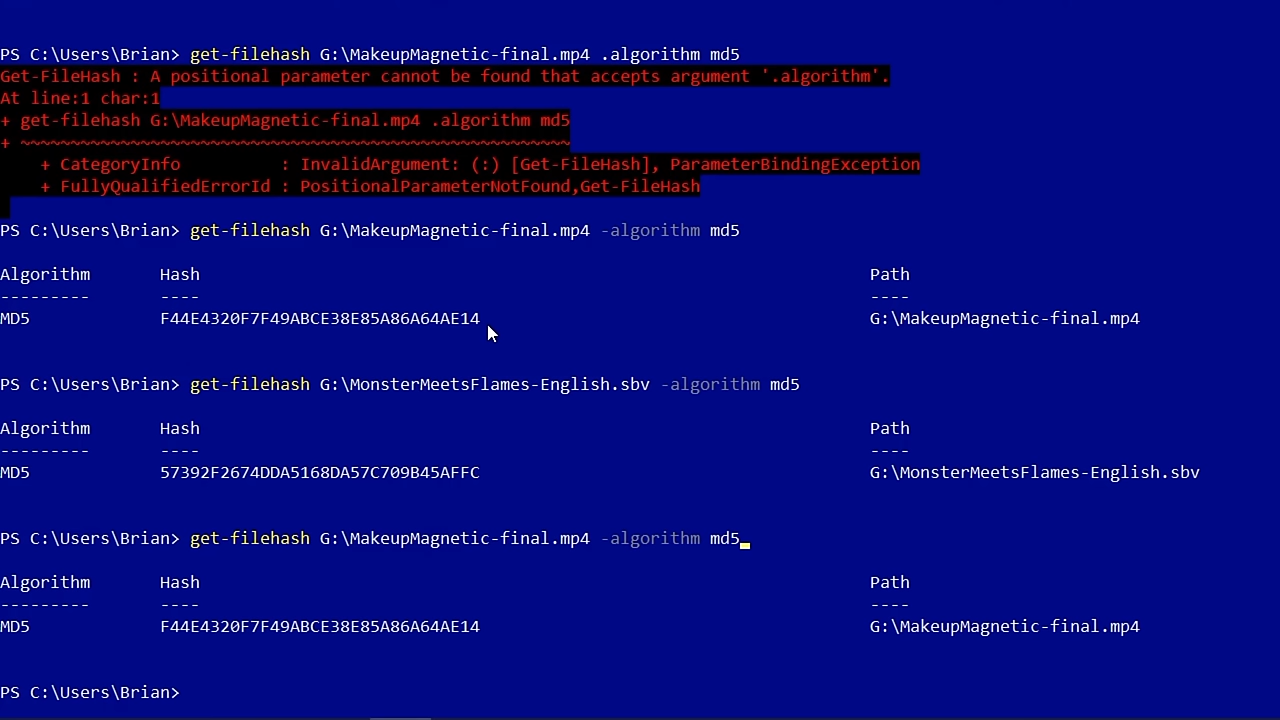 PS C:\Users\Brian> get-filehash G:\MakeupMagnetic-final.mp4 .algorithm md5
Get-FileHash : A positional parameter cannot be found that accepts argument '.algorithm'.
At line:1 char:1
+ get-filehash G:\MakeupMagnetic-final.mp4 .algorithm md5
+ ~~~~~~~~~~~~~~~~~~~~~~~~~~~~~~~~~~~~~~~~~~~~~~~~~~~~~~~
+ CategoryInfo : InvalidArgument: (:) [Get-FileHash], ParameterBindingException
+ FullyQualifiedErrorId : PositionalParameterNotFound,Get-FileHash
PS C:\Users\Brian> get-filehash G:\MakeupMagnetic-final.mp4 -algorithm md5
Algorithm Hash Path
--------- ---- ----
MD5 F44E4320F7F49ABCE38E85A86A64AE14 G:\MakeupMagnetic-final.mp4
PS C:\Users\Brian> get-filehash G:\MonsterMeetsFlames-English.sbv -algorithm md5
Algorithm Hash Path
--------- ---- ----
MD5 57392F2674DDA5168DA57C709B45AFFC G:\MonsterMeetsFlames-English.sbv
PS C:\Users\Brian> get-filehash G:\MakeupMagnetic-final.mp4 -algorithm md5
Algorithm Hash Path
--------- ---- ----
MD5 F44E4320F7F49ABCE38E85A86A64AE14 G:\MakeupMagnetic-final.mp4
PS C:\Users\Brian>